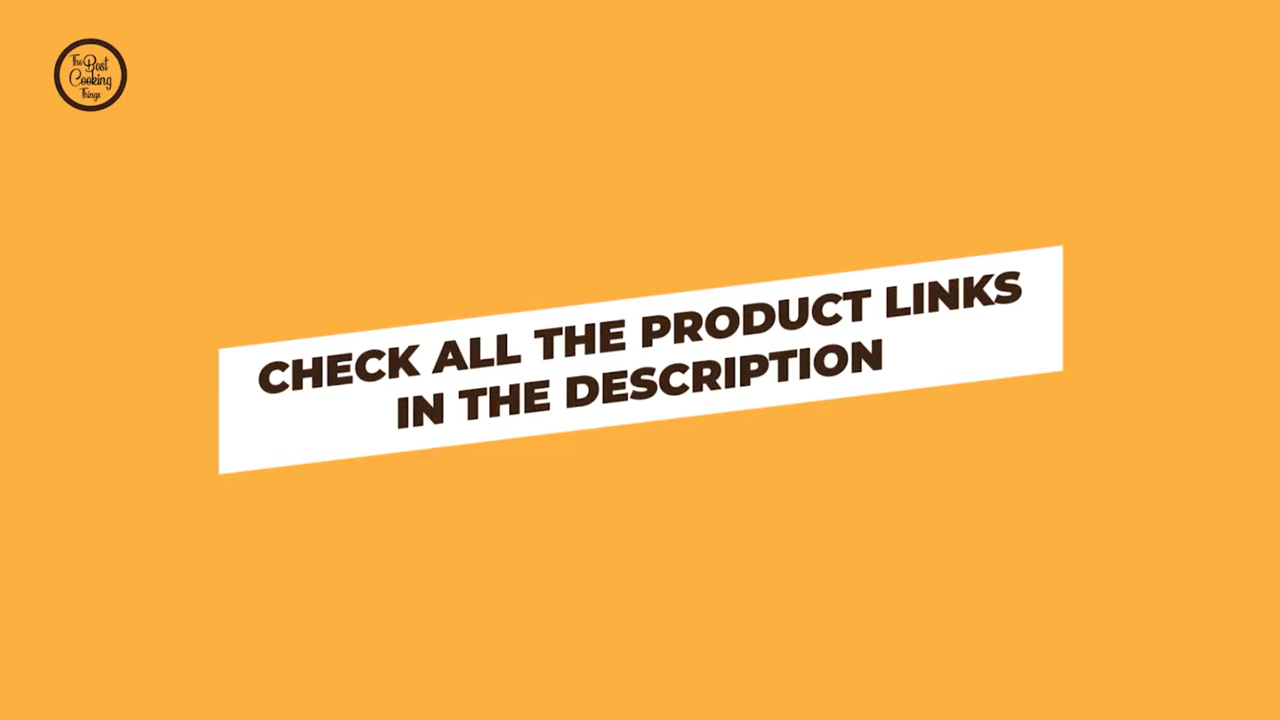 The Best
Cooking
Things
CHECK ALL THE PRODUCT LINKS
IN THE DESCRIPTION